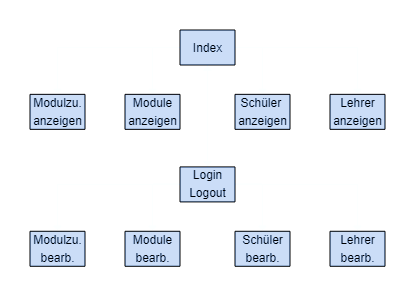 Index
Modulzu.
anzeigen
Module
anzeigen
Schüler
anzeigen
Lehrer
anzeigen
Login
Logout
Modulzu.
bearb.
Module
bearb.
Schüler
bearb.
Lehrer
bearb.